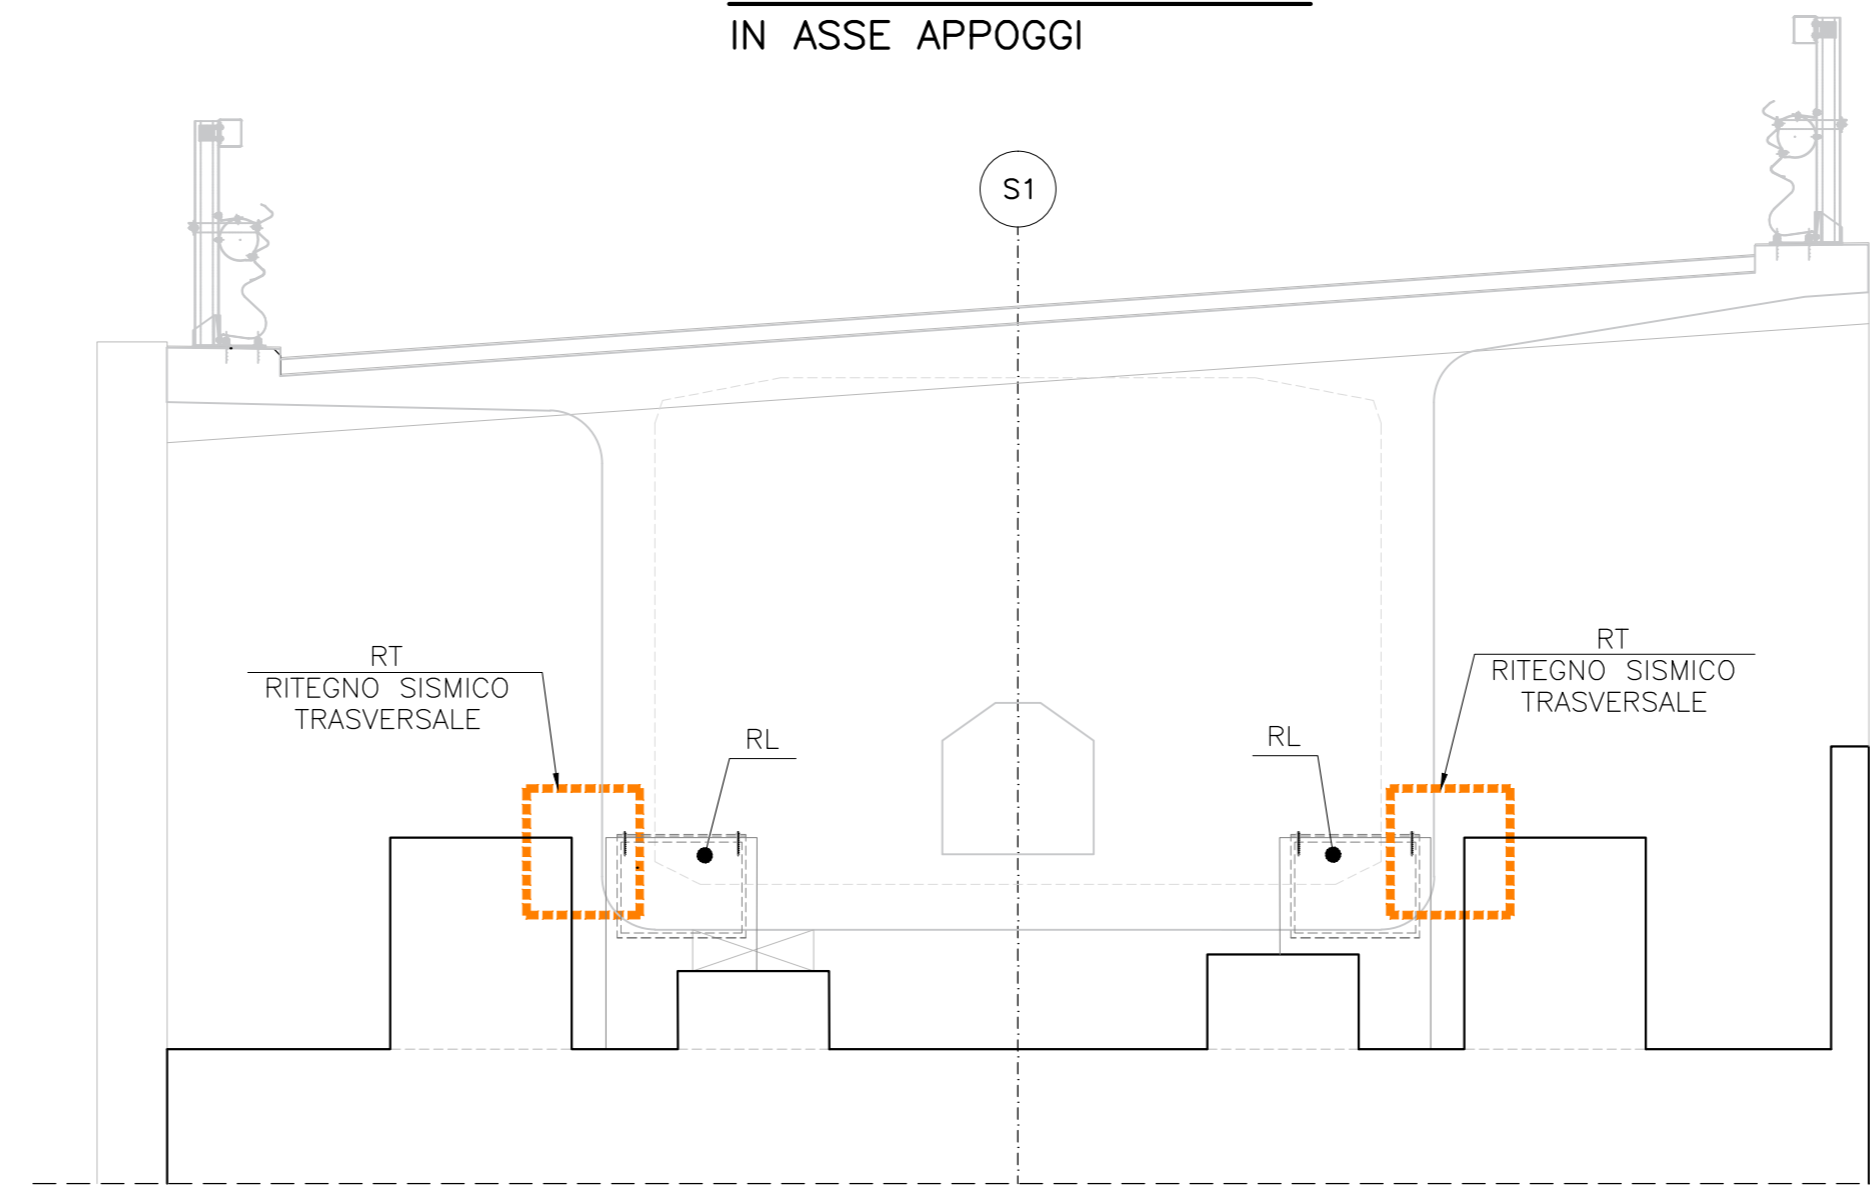 IN ASSE APPOGGI
S1
RT
RITEGNO SISMICO
TRASVERSALE
RT
RITEGNO SISMICO
TRASVERSALE
RL
RL